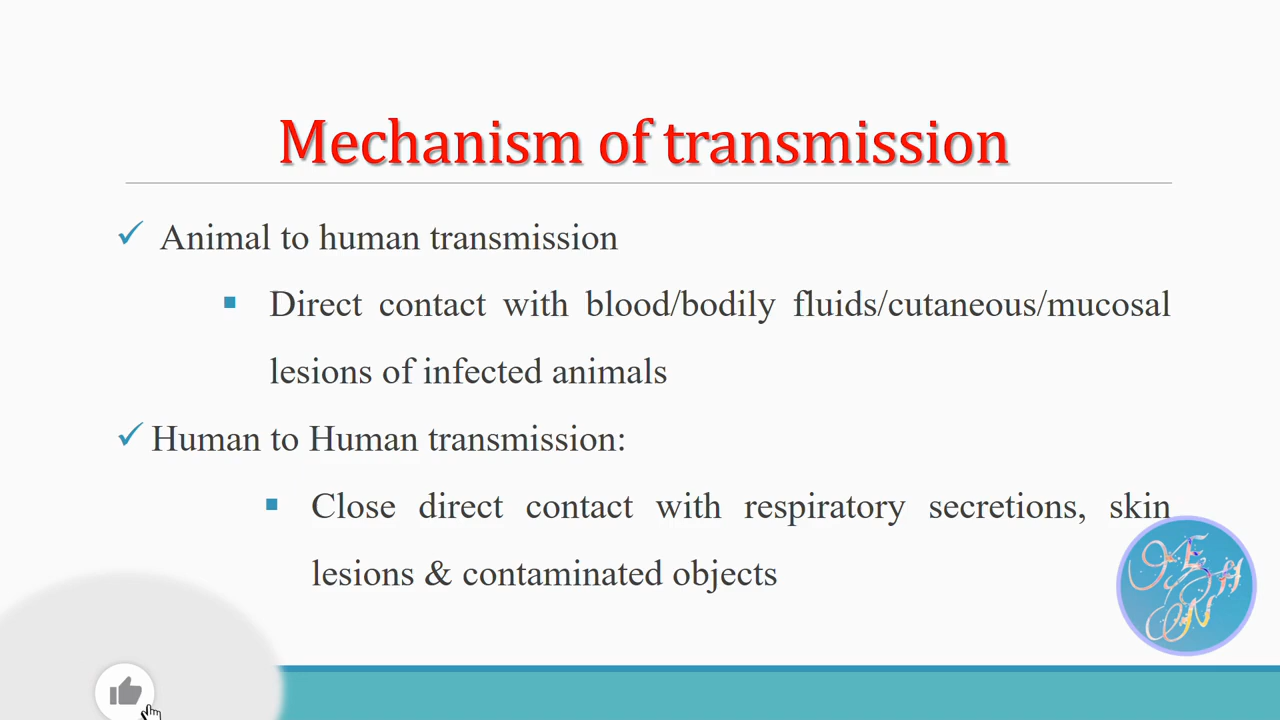 Mechanism of transmission
Animal to human transmission
Direct contact with blood/bodily fluids/cutaneous/mucosal
lesions of infected animals
Human to Human transmission:
Close direct contact with respiratory secretions, skin
lesions & contaminated objects